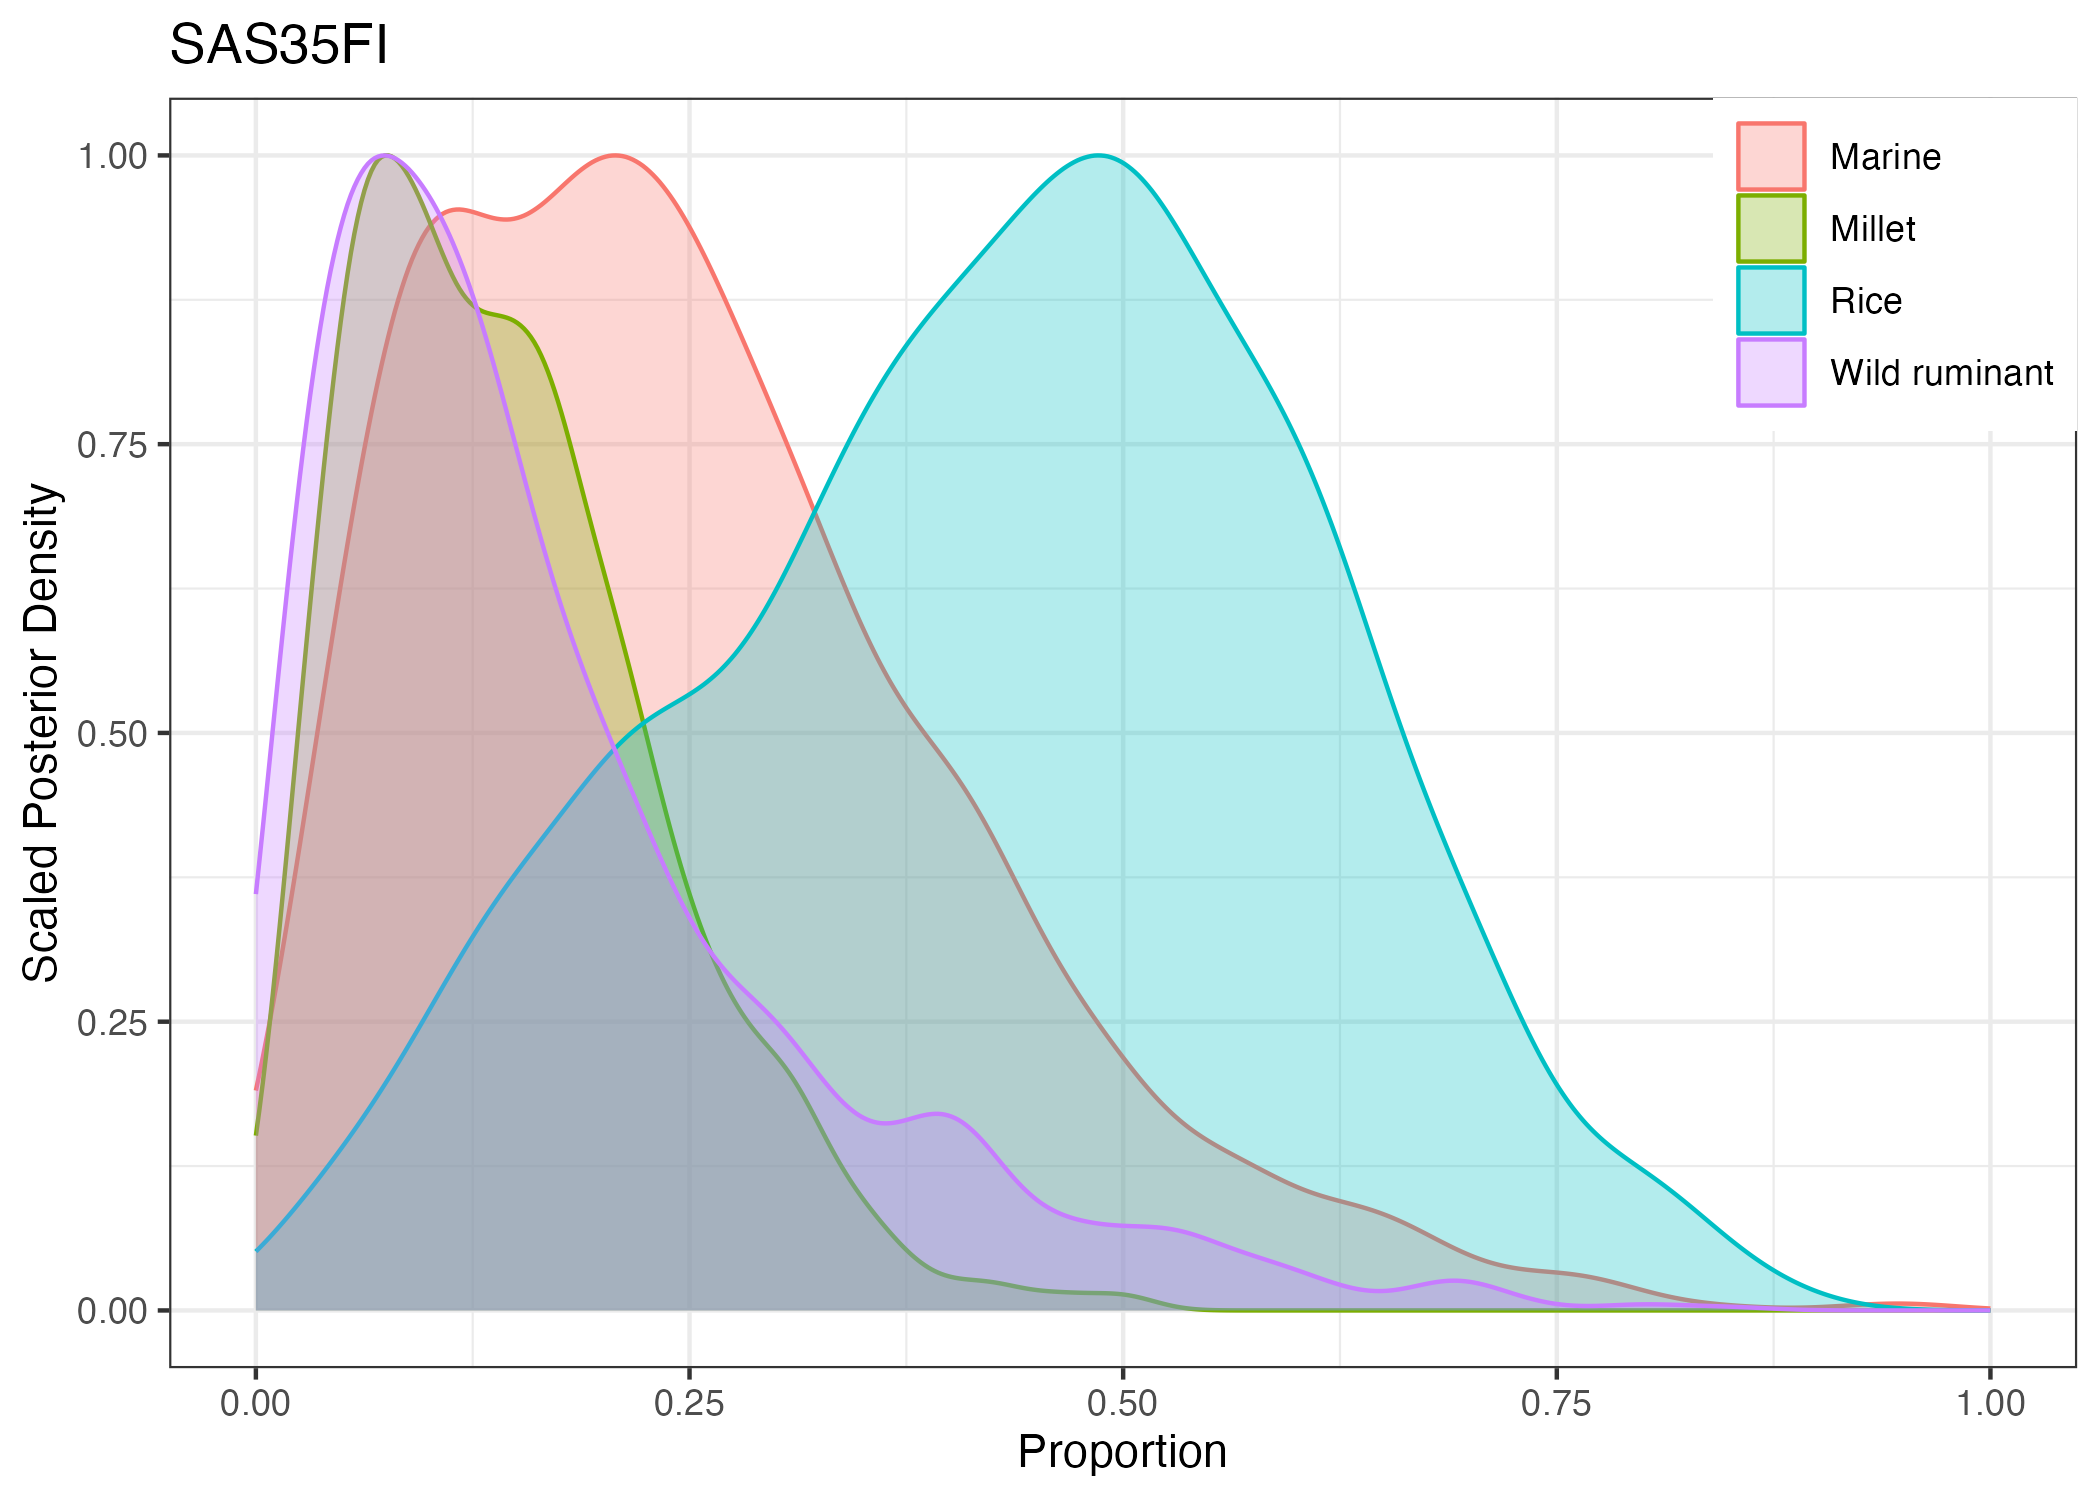 SAS35FI
Marine
Millet
Rice
Wild ruminant
Scaled Posterior Density
1.00
0.75
0.50
0.25
0.00
0.00 0.25 0.50 0.75 1.00
Proportion